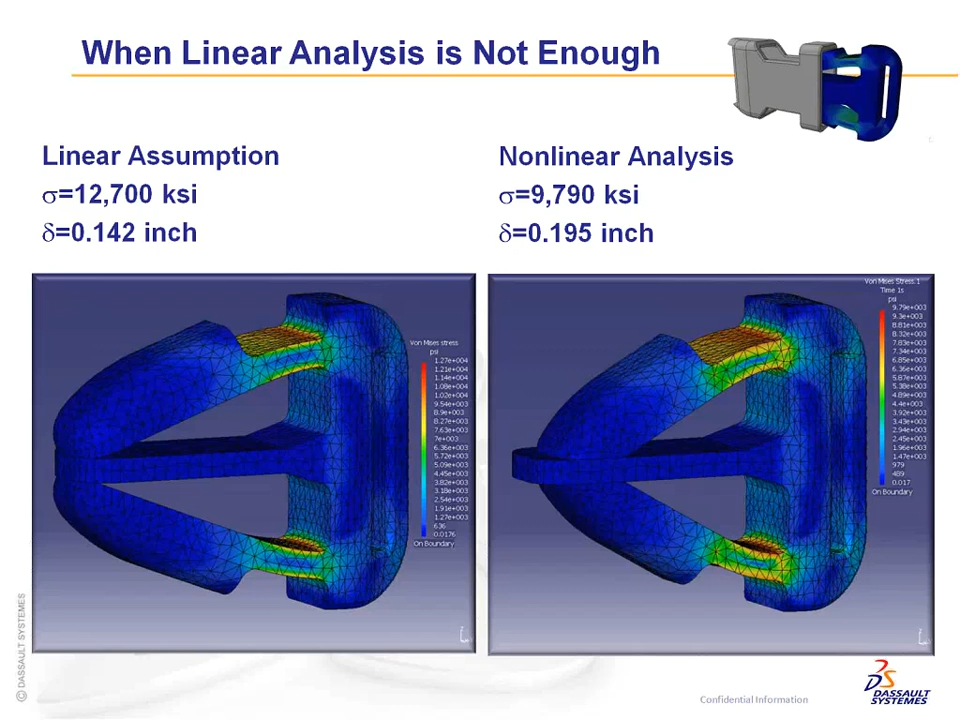 When Linear Analysis is Not Enough
Linear Assumption
σ=12,700 ksi
δ=0.142 inch
Nonlinear Analysis
σ=9,790 ksi
δ=0.195 inch
Von Mises stress
psi
1.27e+004
1.21e+004
1.14e+004
1.08e+004
1.02e+004
9.54e+003
8.9e+003
8.27e+003
7.63e+003
7e+003
6.36e+003
5.72e+003
5.09e+003
4.45e+003
3.82e+003
3.18e+003
2.54e+003
1.91e+003
1.27e+003
636
0.0176
On Boundary
Von Mises Stress.1
Time 1s
psi
9.79e+003
9.3e+003
8.81e+003
8.32e+003
7.83e+003
7.34e+003
6.85e+003
6.36e+003
5.87e+003
5.38e+003
4.89e+003
4.4e+003
3.92e+003
3.43e+003
2.94e+003
2.45e+003
1.96e+003
1.47e+003
979
489
0.017
On Boundary
© DASSAULT SYSTEMES
Confidential Information
DASSAULT
SYSTEMES